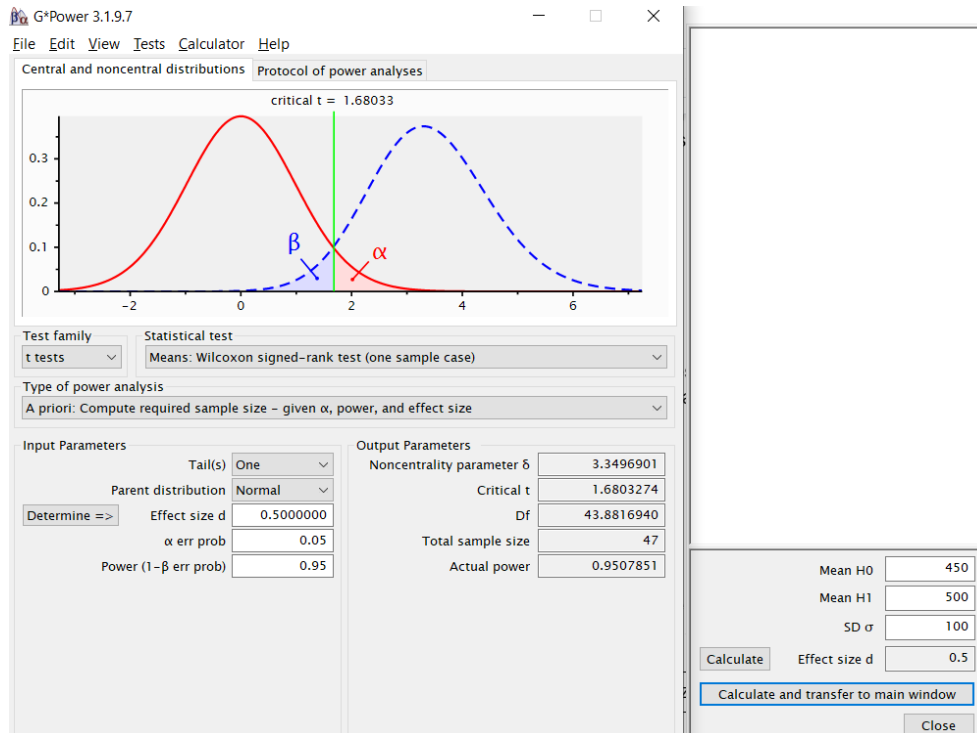 G*Power 3.1.9.7
File Edit View Tests Calculator Help
Central and noncentral distributions Protocol of power analyses
critical t = 1.68033
0.3
0.2
0.1
0
β
α
-2 0 2 4 6
Test family Statistical test
t tests Means: Wilcoxon signed-rank test (one sample case)
Type of power analysis
A priori: Compute required sample size - given α, power, and effect size
Input Parameters
Tail(s) One
Parent distribution Normal
Determine => Effect size d 0.5000000
α err prob 0.05
Power (1-β err prob) 0.95
Output Parameters
Noncentrality parameter δ 3.3496901
Critical t 1.6803274
Df 43.8816940
Total sample size 47
Actual power 0.9507851
Mean H0 450
Mean H1 500
SD σ 100
Calculate Effect size d 0.5
Calculate and transfer to main window
Close